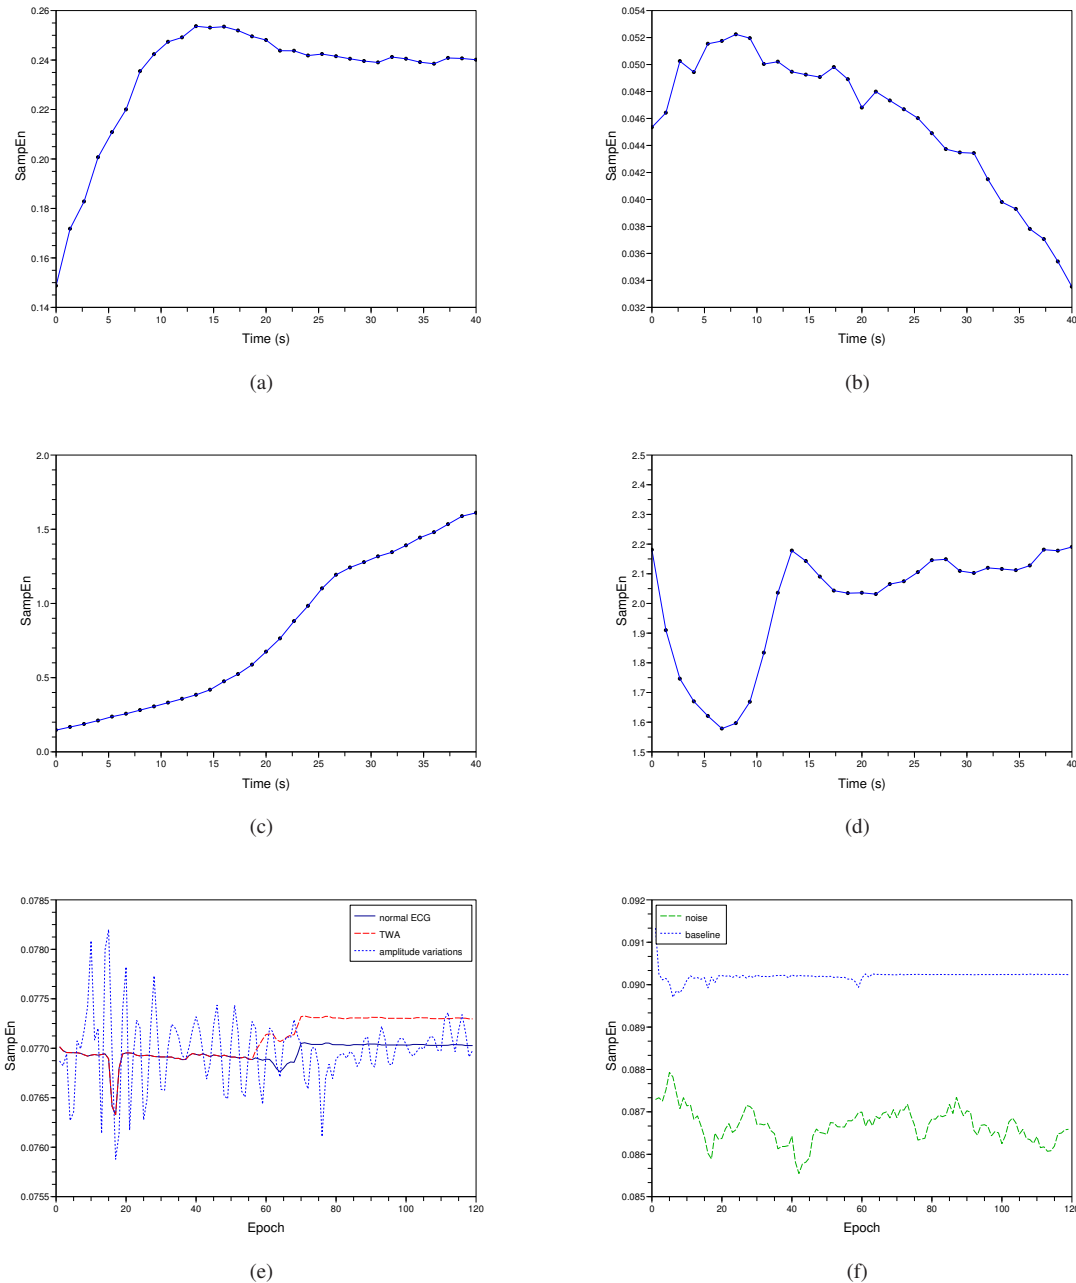 0.26
0.24
0.22
0.20
0.18
0.16
0.14
SampEn
0 5 10 15 20 25 30 35 40
Time (s)
(a)
0.054
0.052
0.050
0.048
0.046
0.044
0.042
0.040
0.038
0.036
0.034
0.032
SampEn
0 5 10 15 20 25 30 35 40
Time (s)
(b)
2.0
1.5
1.0
0.5
0.0
SampEn
0 5 10 15 20 25 30 35 40
Time (s)
(c)
2.5
2.4
2.3
2.2
2.1
2.0
1.9
1.8
1.7
1.6
1.5
SampEn
0 5 10 15 20 25 30 35 40
Time (s)
(d)
0.0785
0.0780
0.0775
0.0770
0.0765
0.0760
0.0755
SampEn
normal ECG
TWA
amplitude variations
0 20 40 60 80 100 120
Epoch
(e)
0.092
0.091
0.090
0.089
0.088
0.087
0.086
0.085
SampEn
noise
baseline
0 20 40 60 80 100 120
Epoch
(f)